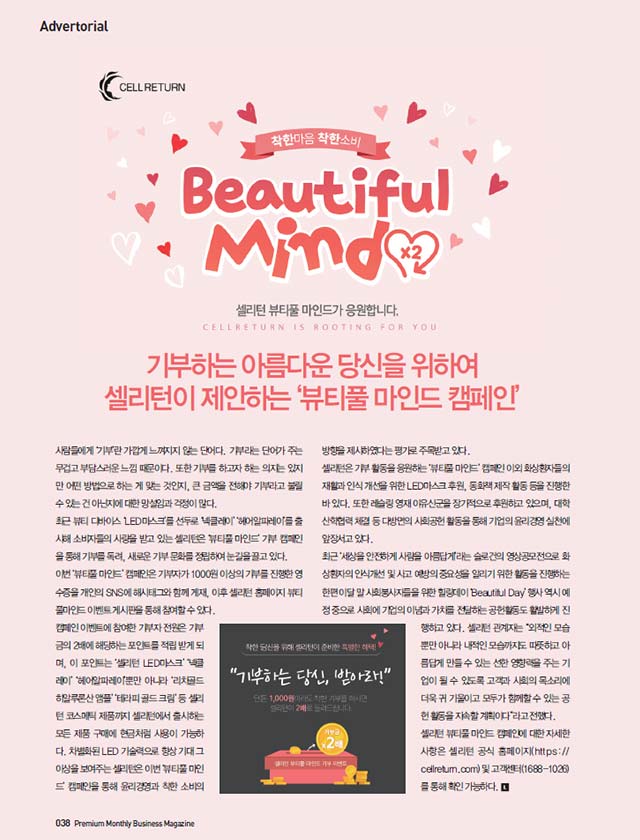 Advertorial
CELLRETURN
착한마음 착한소비
Beautiful
Mind
x2
셀리턴 뷰티풀 마인드가 응원합니다.
CELLRETURN IS ROOTING FOR YOU
기부하는 아름다운 당신을 위하여
셀리턴이 제안하는 ‘뷰티풀 마인드 캠페인’
사람들에게 ‘기부’란 가깝게 느껴지지 않는 단어다. 기부라는 단어가 주는
무겁고 부담스러운 느낌 때문이다. 또한 기부를 하고자 하는 의지는 있지
만 어떤 방법으로 하는 게 맞는 것인지, 큰 금액을 전해야 기부라고 불릴
수 있는 건 아닌지에 대한 망설임과 걱정이 많다.
최근 뷰티 디바이스 ‘LED마스크’를 선두로 ‘넥클레이’ ‘헤어알파레이’를 출
시해 소비자들의 사랑을 받고 있는 셀리턴은 ‘뷰티풀 마인드’ 기부 캠페인
을 통해 기부를 독려, 새로운 기부 문화를 정립하여 눈길을 끌고 있다.
이번 ‘뷰티풀 마인드’ 캠페인은 기부자가 1000원 이상의 기부를 진행한 영
수증을 개인의 SNS에 해시태그와 함께 게재, 이후 셀리턴 홈페이지 뷰티
풀마인드 이벤트 게시판을 통해 참여할 수 있다.
캠페인 이벤트에 참여한 기부자 전원은 기부
금의 2배에 해당하는 포인트를 적립 받게 되
며, 이 포인트는 ‘셀리턴 LED마스크’ ‘넥클
레이’ ‘헤어알파레이’뿐만 아니라 ‘리치골드
히알루론산 앰플’ ‘테라피 골드 크림’ 등 셀리
턴 코스메틱 제품까지 셀리턴에서 출시하는
모든 제품 구매에 현금처럼 사용이 가능하
다. 차별화된 LED 기술력으로 항상 기대 그
이상을 보여주는 셀리턴은 이번 ‘뷰티풀 마인
드’ 캠페인을 통해 윤리경영과 착한 소비의
방향을 제시하였다는 평가로 주목받고 있다.
셀리턴은 기부 활동을 응원하는 ‘뷰티풀 마인드’ 캠페인 이외 화상환자들의
재활과 인식 개선을 위한 LED마스크 후원, 동화책 제작 활동 등을 진행한
바 있다. 또한 레슬링 영재 이유신군을 장기적으로 후원하고 있으며, 대학
산학협력 체결 등 다방면의 사회공헌 활동을 통해 기업의 윤리경영 실천에
앞장서고 있다.
최근 ‘세상을 안전하게 사람을 아름답게’라는 슬로건의 영상공모전으로 화
상환자의 인식개선 및 사고 예방의 중요성을 알리기 위한 활동을 진행하는
한편 이달 말 사회봉사자들을 위한 힐링데이 ‘Beautiful Day’ 행사 역시 예
정 중으로 사회에 기업의 이념과 가치를 전달하는 공헌활동도 활발하게 진
행하고 있다. 셀리턴 관계자는 “외적인 모습
뿐만 아니라 내적인 모습까지도 따뜻하고 아
름답게 만들 수 있는 선한 영향력을 주는 기
업이 될 수 있도록 고객과 사회의 목소리에
더욱 귀 기울이고 모두가 함께할 수 있는 공
헌 활동을 지속할 계획이다”라고 전했다.
셀리턴 뷰티풀 마인드 캠페인에 대한 자세한
사항은 셀리턴 공식 홈페이지(https://
cellreturn.com) 및 고객센터(1688-1026)
를 통해 확인 가능하다. L
착한 당신을 위해 셀리턴이 준비한 특별한 혜택!
“기부하는 당신, 받아라!”
단돈 1,000원이라도 착한 기부를 하시면
셀리턴이 2배로 돌려드립니다.
기부금
x2배
셀리턴 뷰티풀 마인드 기부 이벤트
038 Premium Monthly Business Magazine